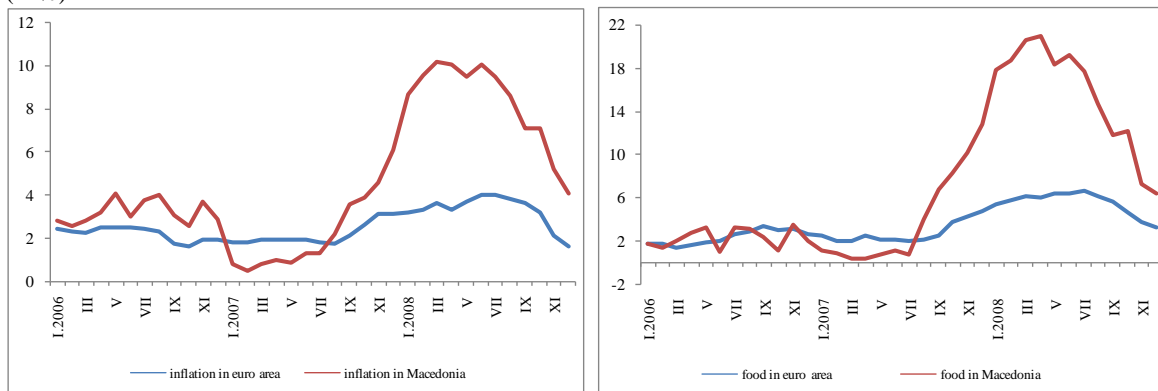 12
10
8
6
4
2
0
I.2006
III
V
VII
IX
XI
I.2007
III
V
VII
IX
XI
I.2008
III
V
VII
IX
XI
inflation in euro area
inflation in Macedonia
22
18
14
10
6
2
-2
I.2006
III
V
VII
IX
XI
I.2007
III
V
VII
IX
XI
I.2008
III
V
VII
IX
XI
food in euro area
food in Macedonia